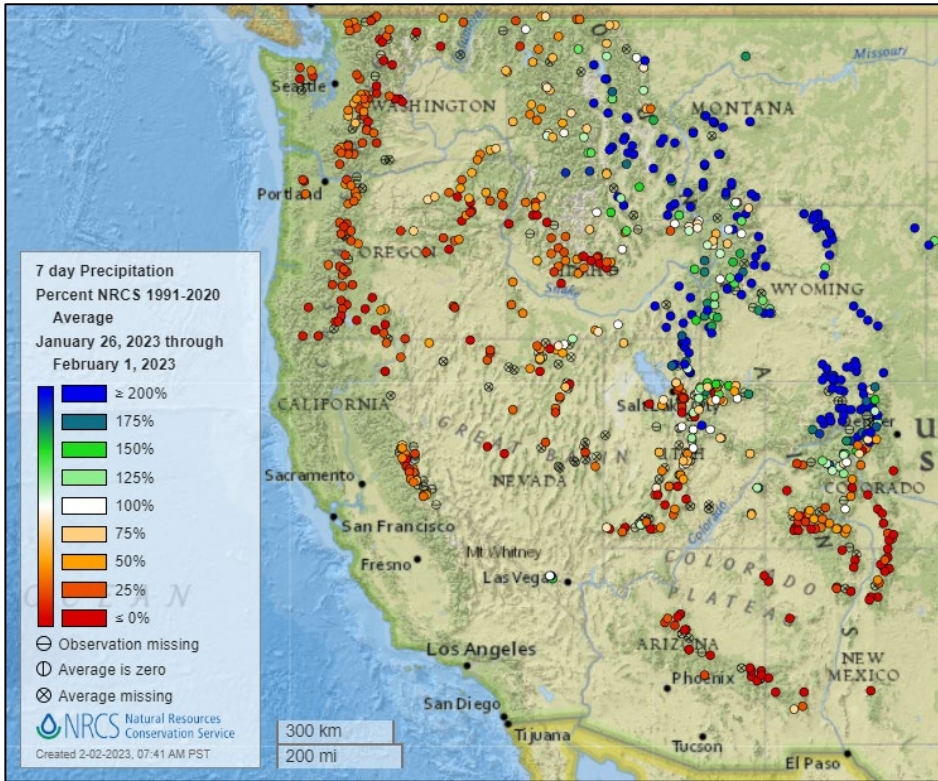 Missouri
Seattle
WASHINGTON
MONTANA
Portland
OREGON
IDAHO
Snake
WYOMING
7 day Precipitation
Percent NRCS 1991-2020
Average
January 26, 2023 through
February 1, 2023
≥ 200%
175%
150%
125%
100%
75%
50%
25%
≤ 0%
Observation missing
Average is zero
Average missing
NRCS Natural Resources
Conservation Service
Created 2-02-2023, 07:41 AM PST
CALIFORNIA
Salt Lake City
Denver
U
S
GREAT BASIN
UTAH
NEVADA
COLORADO
Sacramento
San Francisco
Colorado
Fresno
Mt Whitney
Las Vegas
COLORADO
PLATEAU
OCEAN
ARIZONA
Los Angeles
NEW
MEXICO
Phoenix
San Diego
Tijuana
Tucson
El Paso
300 km
200 mi